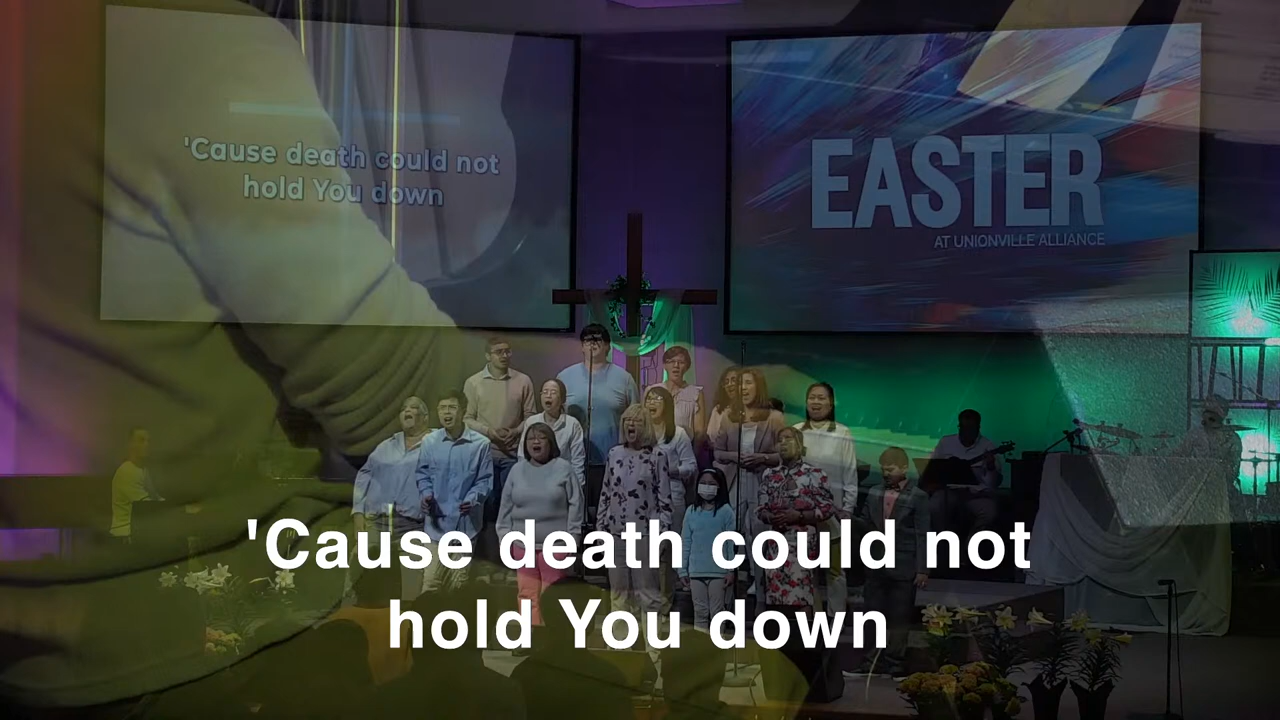 'Cause death could not
hold You down
EASTER
AT UNIONVILLE ALLIANCE
'Cause death could not
hold You down